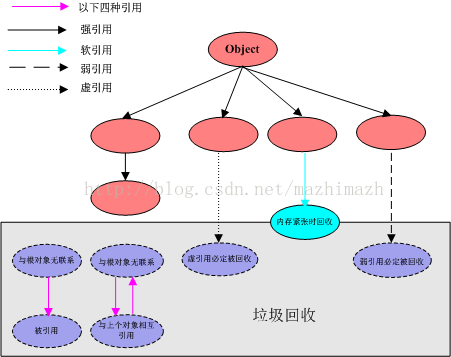 以下四种引用
强引用
软引用
弱引用
虚引用
Object
http://blog.csdn.net/mazhimazh
内存紧张时回收
与根对象无联系
与根对象无联系
虚引用必定被回收
弱引用必定被回收
垃圾回收
被引用
与上个对象相互
引用